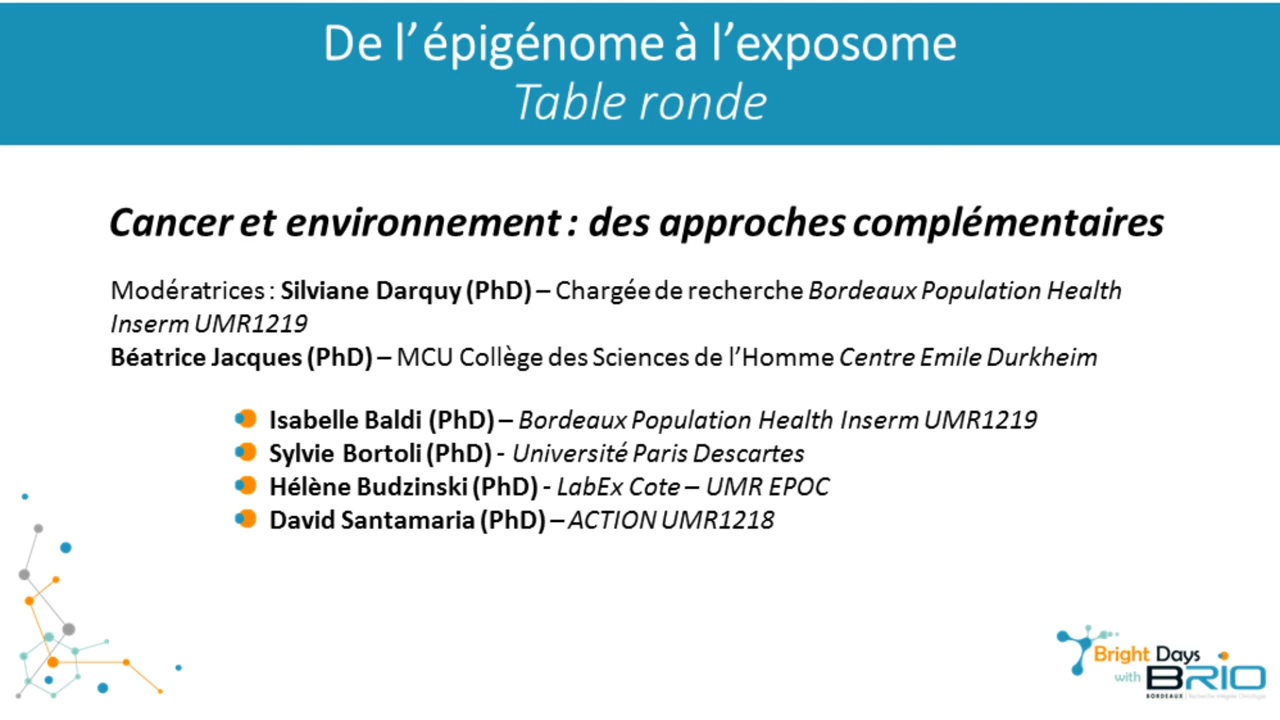 De l’épigénome à l’exposome
Table ronde
Cancer et environnement : des approches complémentaires
Modératrices : Silviane Darquy (PhD) – Chargée de recherche Bordeaux Population Health
Inserm UMR1219
Béatrice Jacques (PhD) – MCU Collège des Sciences de l’Homme Centre Emile Durkheim
Isabelle Baldi (PhD) – Bordeaux Population Health Inserm UMR1219
Sylvie Bortoli (PhD) - Université Paris Descartes
Hélène Budzinski (PhD) - LabEx Cote – UMR EPOC
David Santamaria (PhD) – ACTION UMR1218
Bright Days
with BRIO
BORDEAUX